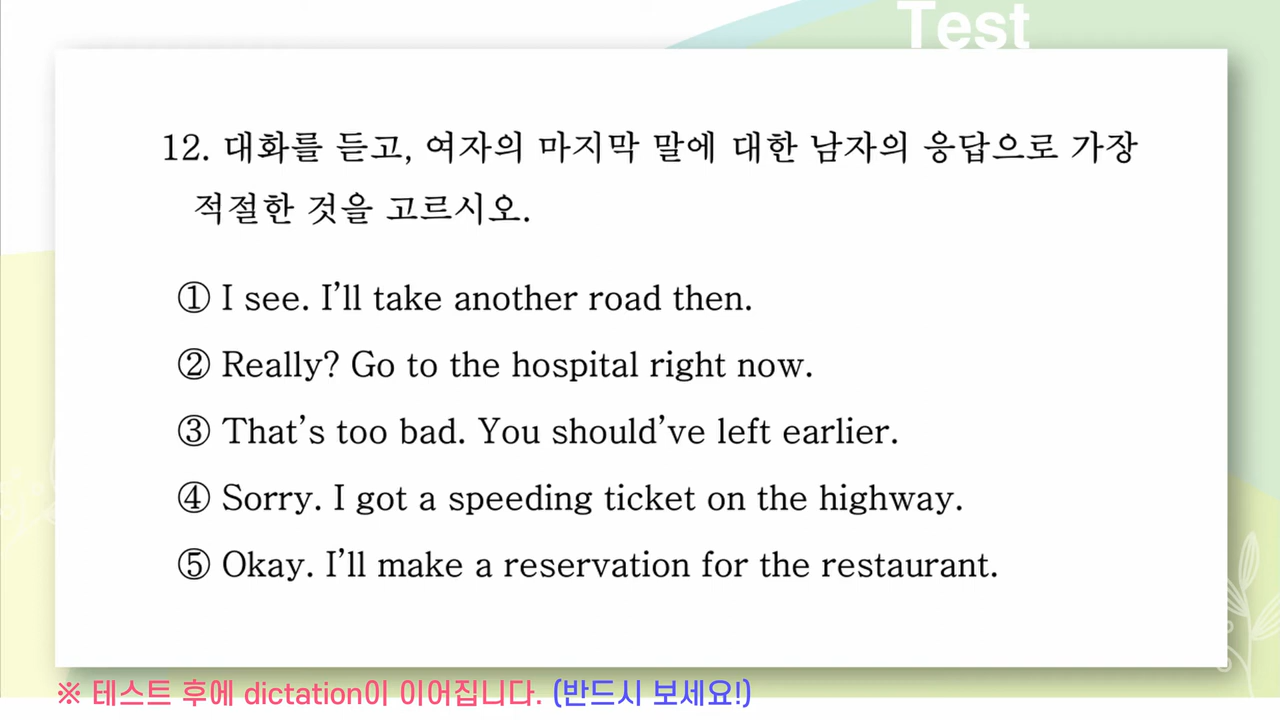 Test
12. 대화를 듣고, 여자의 마지막 말에 대한 남자의 응답으로 가장
적절한 것을 고르시오.
① I see. I’ll take another road then.
② Really? Go to the hospital right now.
③ That’s too bad. You should’ve left earlier.
④ Sorry. I got a speeding ticket on the highway.
⑤ Okay. I’ll make a reservation for the restaurant.
※ 테스트 후에 dictation이 이어집니다. (반드시 보세요!)